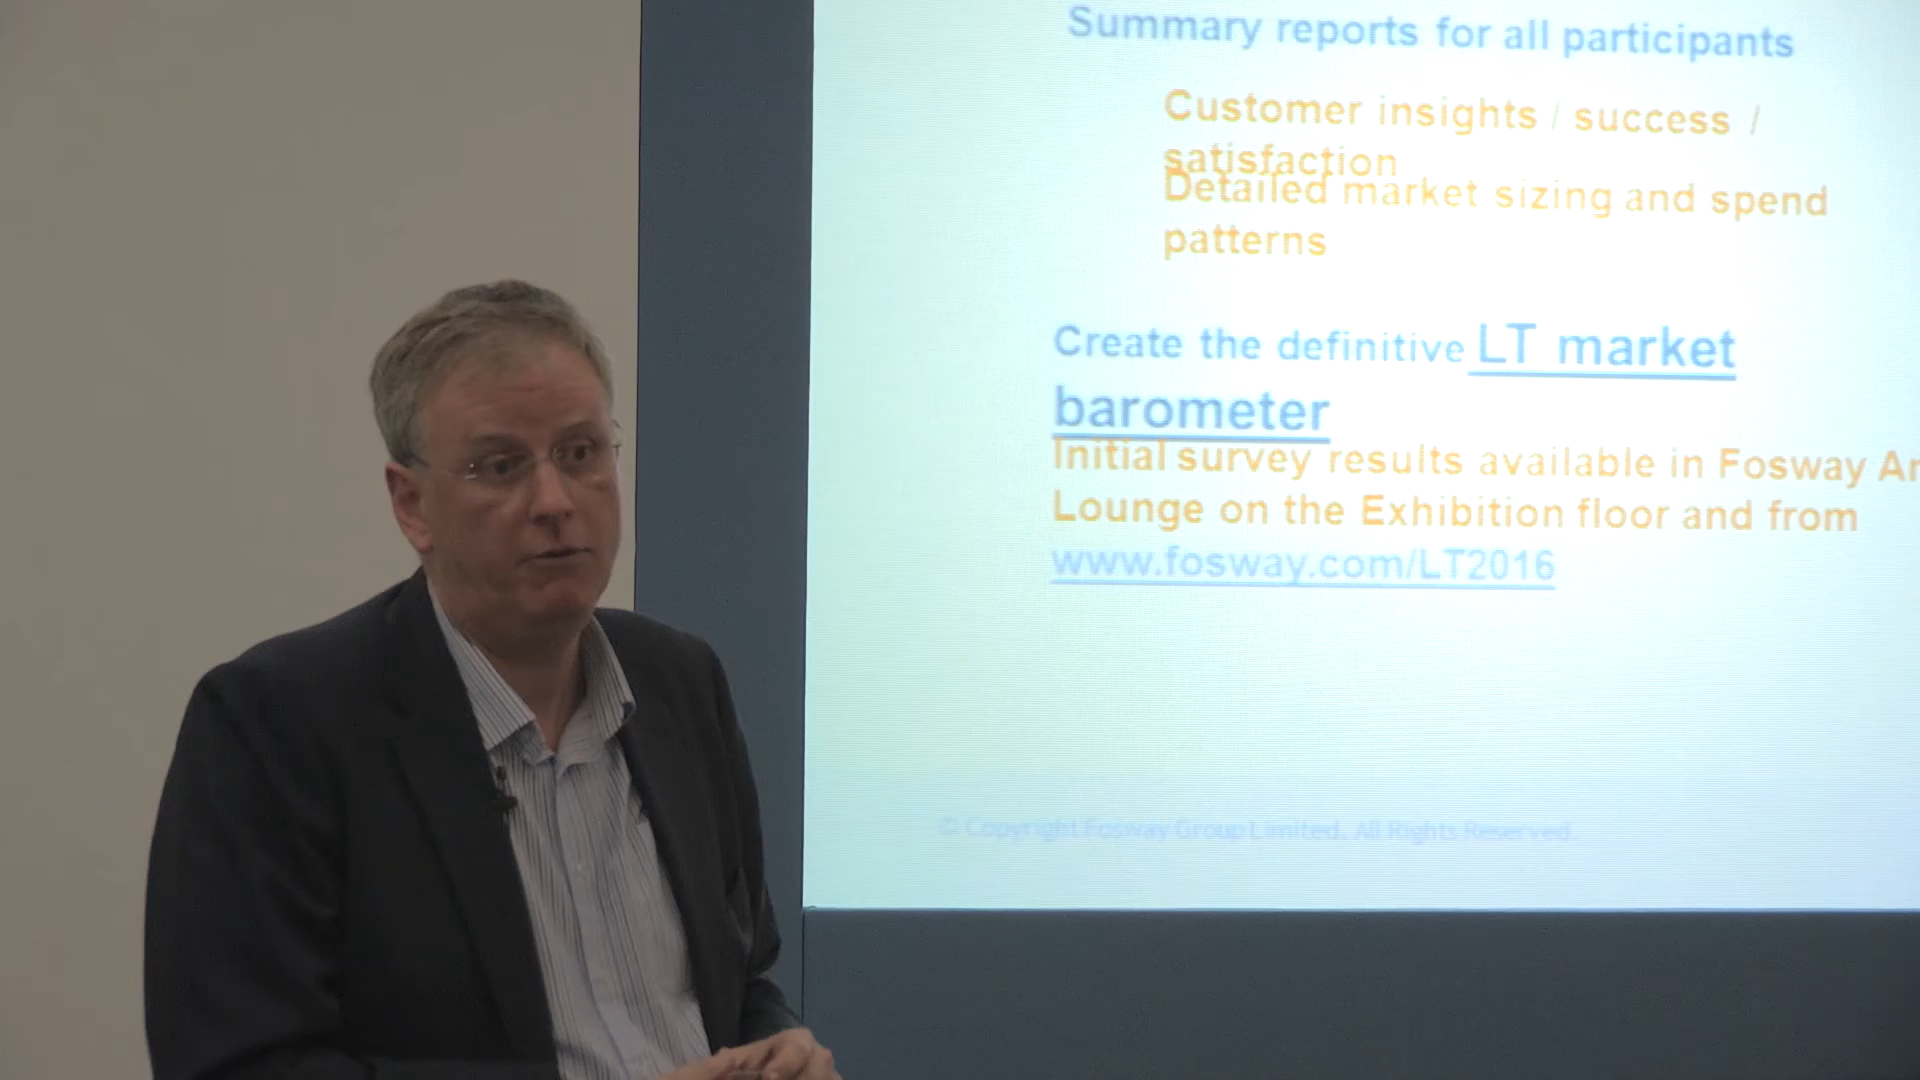 Summary reports for all participants
Customer insights / success /
satisfaction
Detailed market sizing and spend
patterns
Create the definitive LT market
barometer
Initial survey results available in Fosway
Lounge on the Exhibition floor and from
www.fosway.com/LT2016
© Copyright Fosway Group Limited. All Rights Reserved.